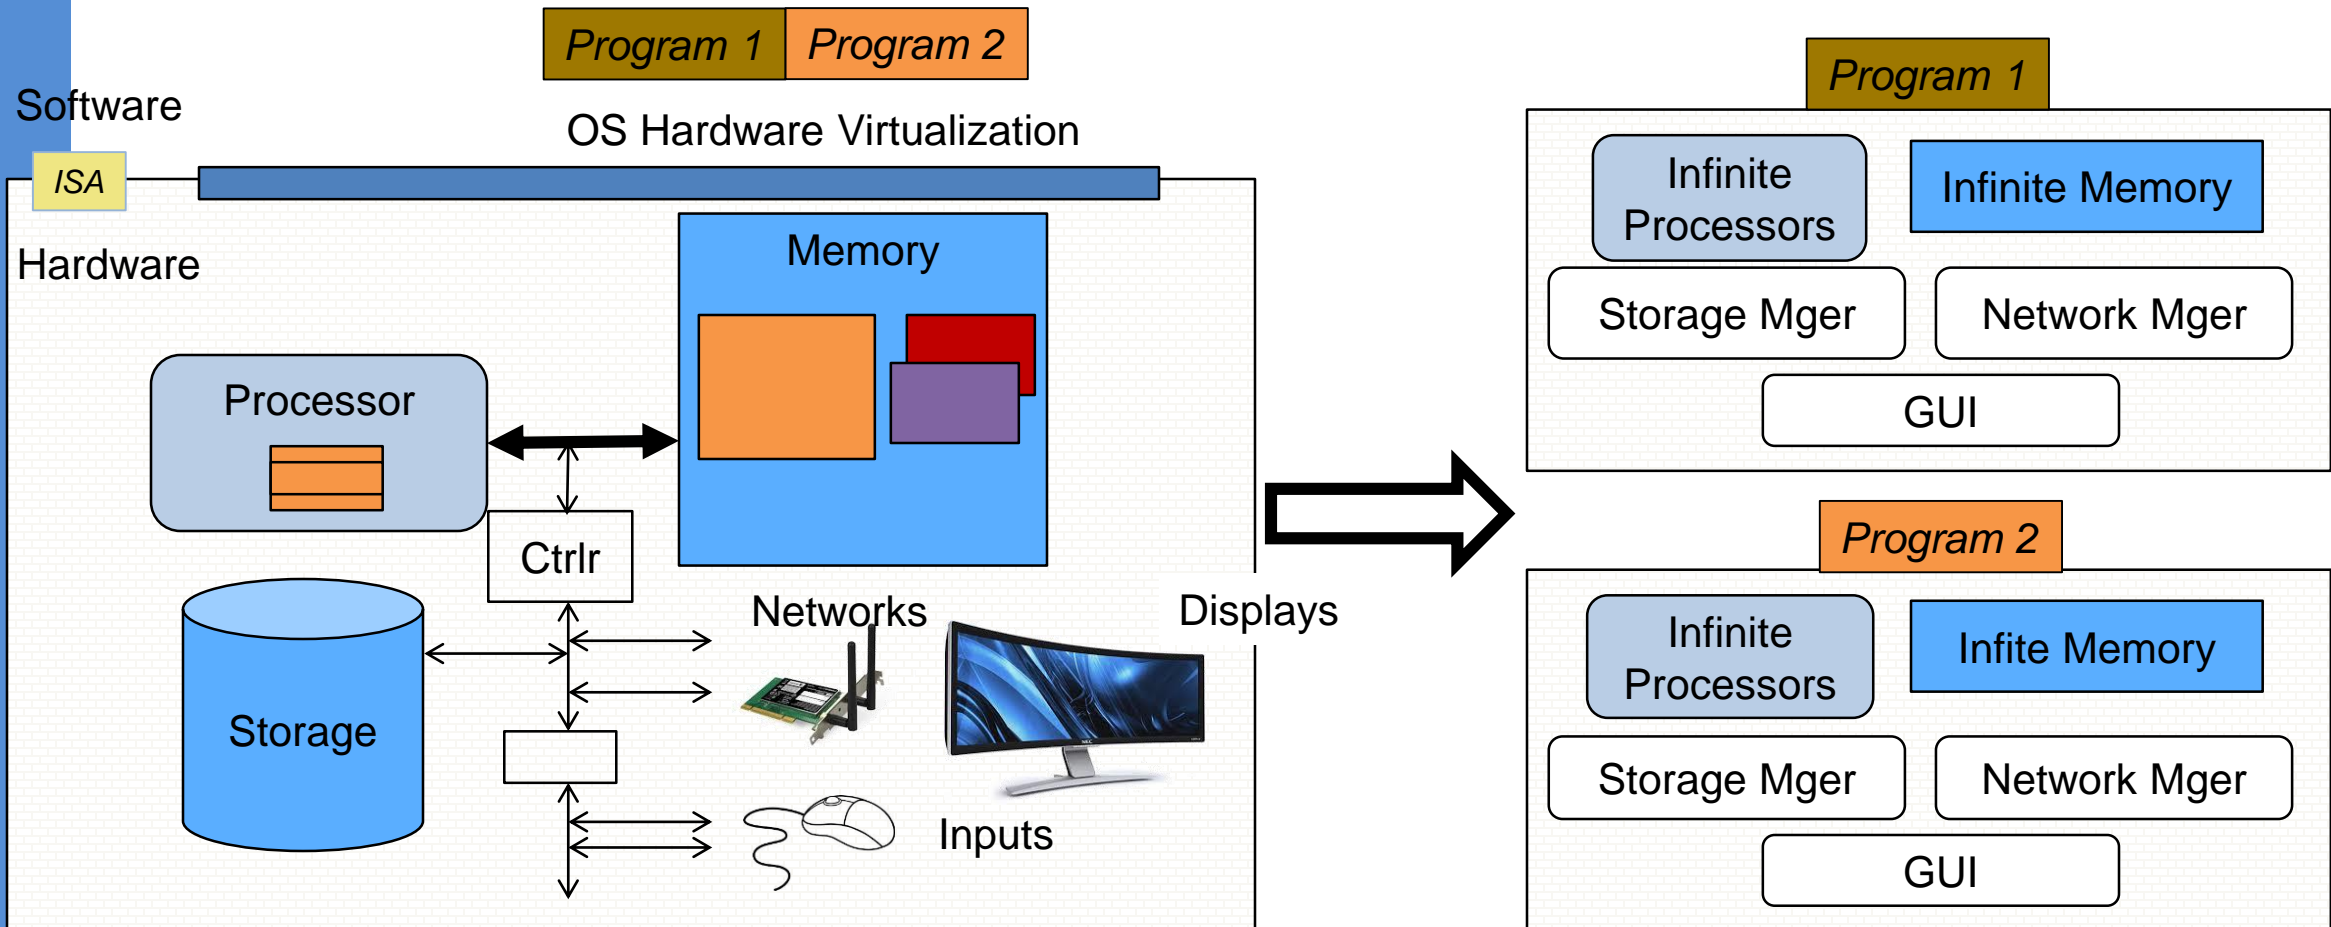 Program 1
Program 2
Software
OS Hardware Virtualization
ISA
Hardware
Memory
Processor
Ctrlr
Networks
Displays
Storage
Inputs
Program 1
Infinite
Processors
Infinite Memory
Storage Mger
Network Mger
GUI
Program 2
Infinite
Processors
Infite Memory
Storage Mger
Network Mger
GUI